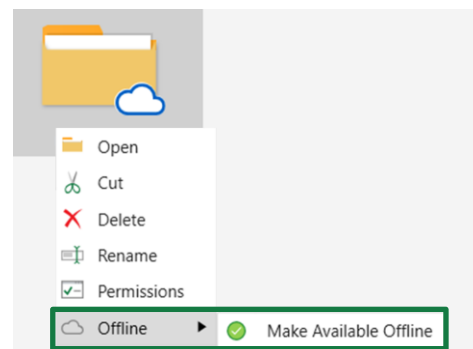 Open
Cut
Delete
Rename
Permissions
Offline
Make Available Offline